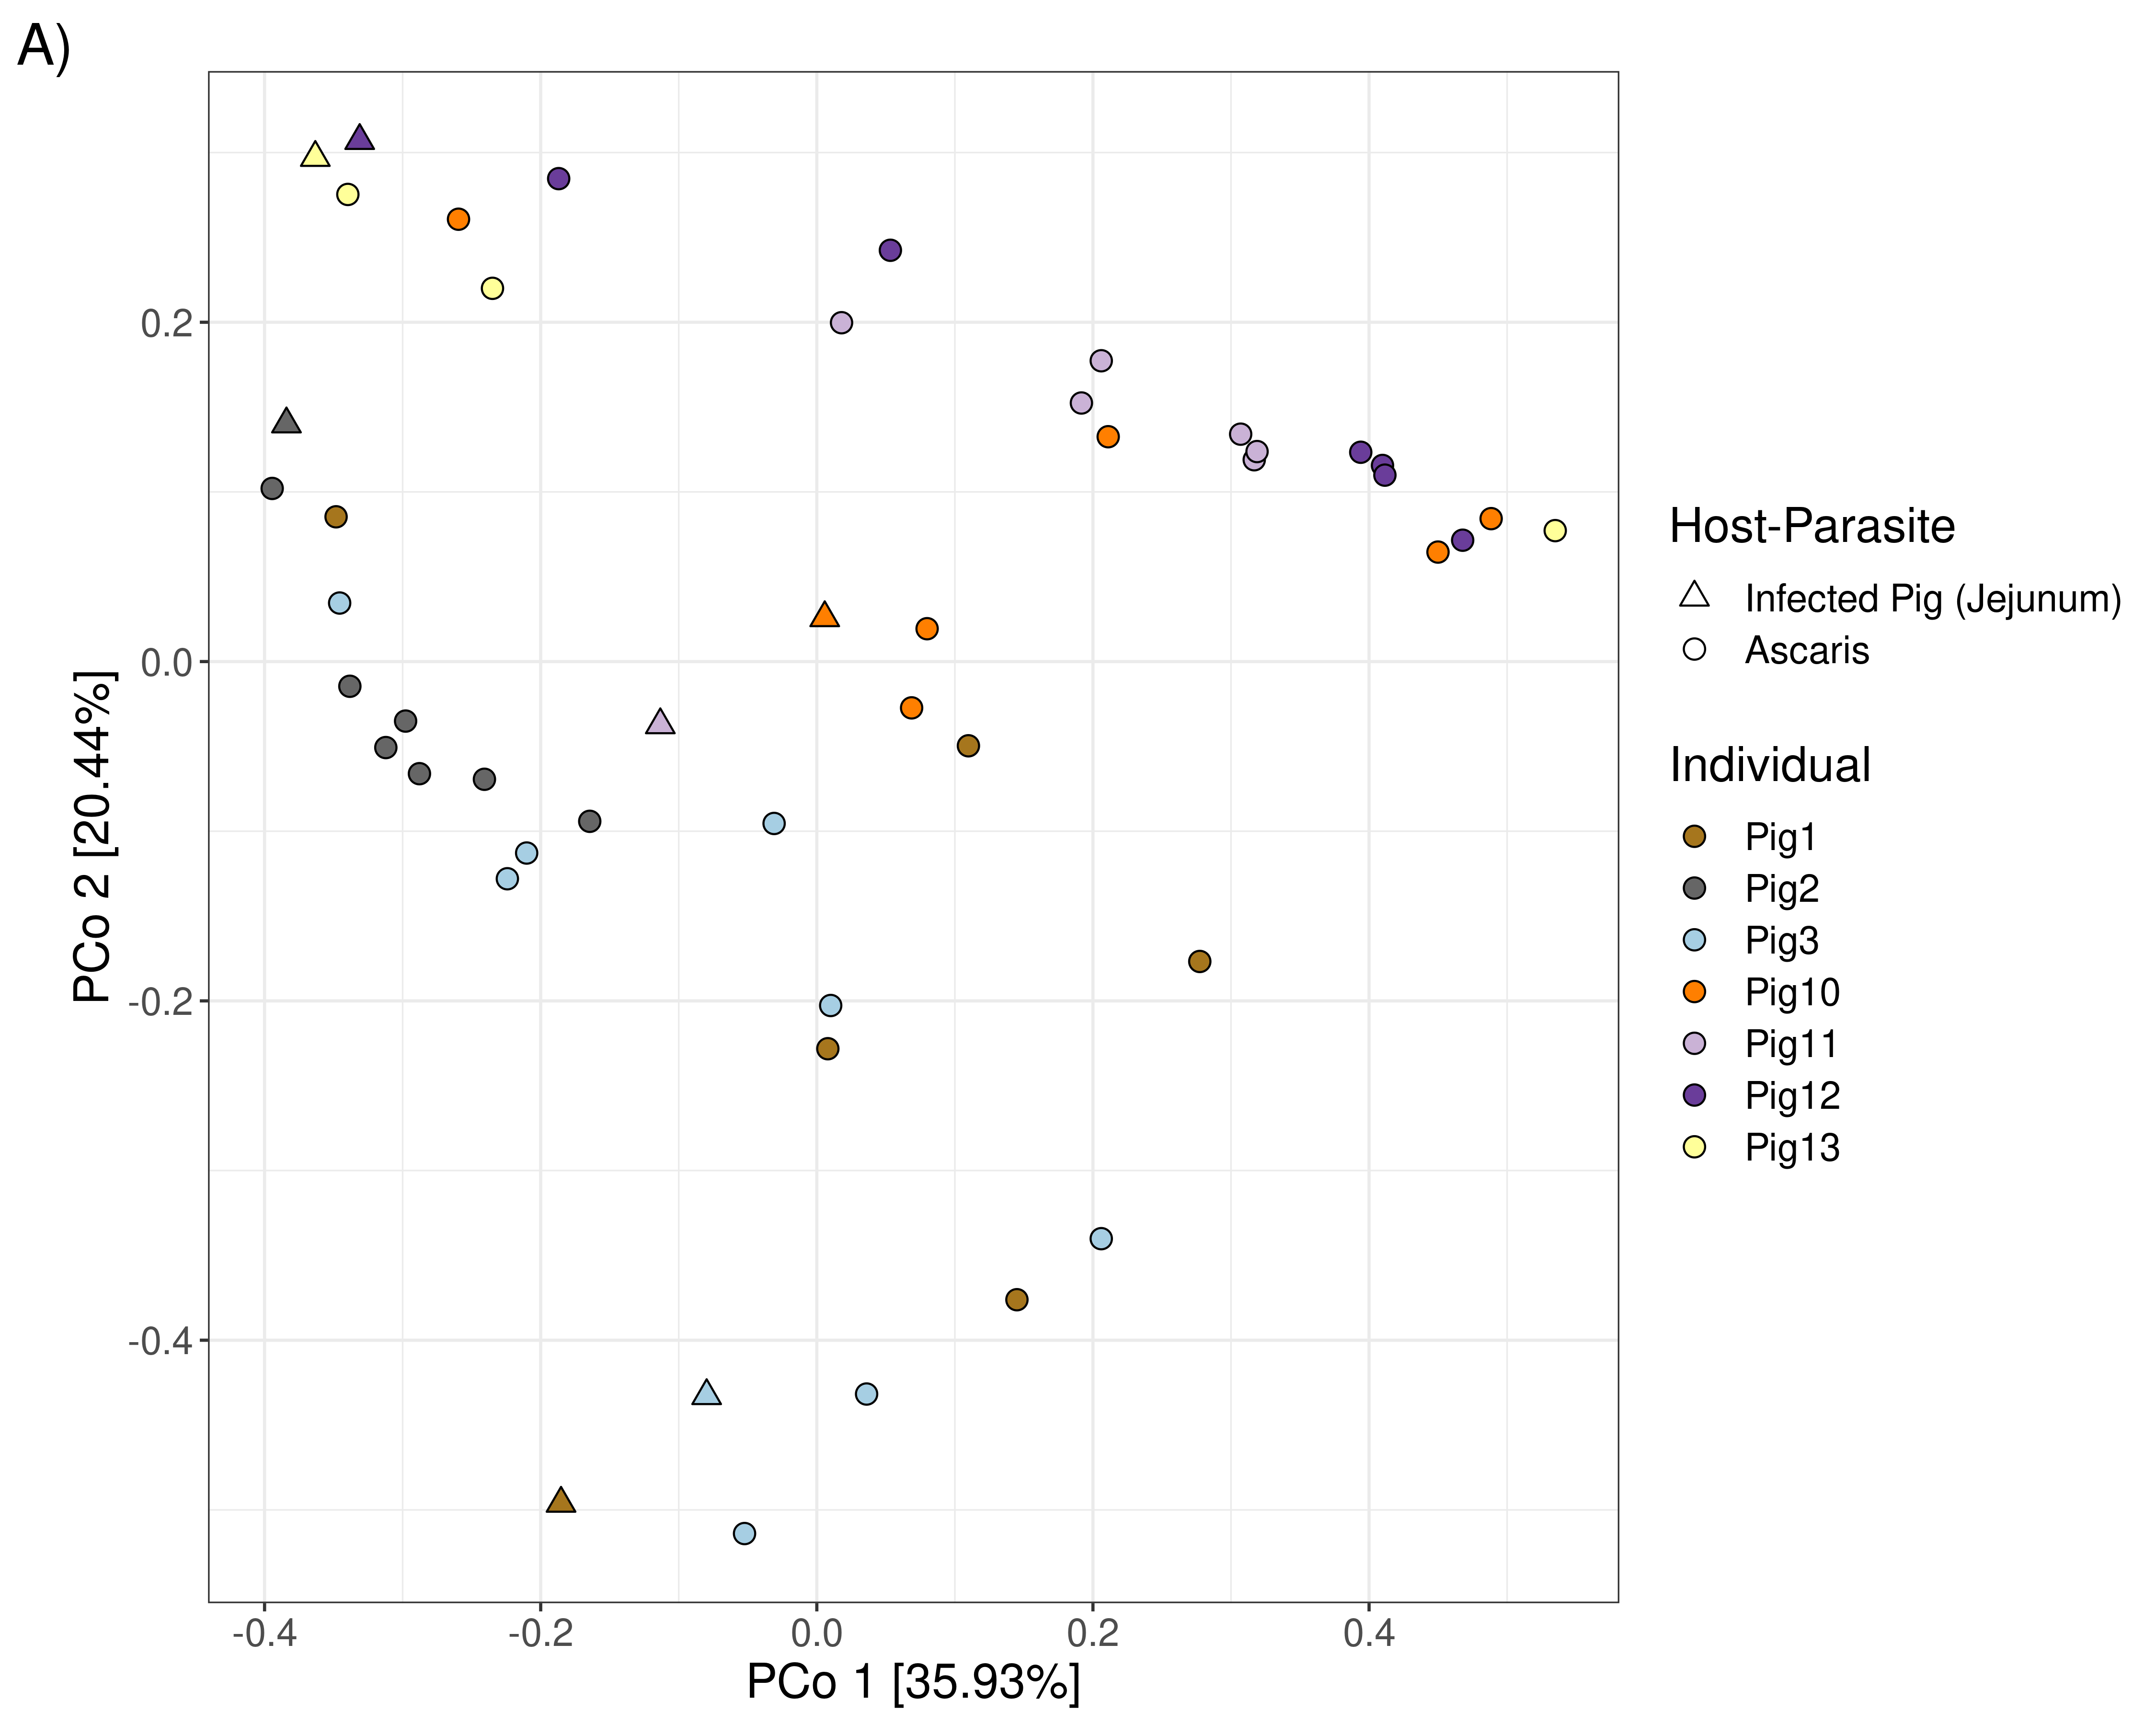 A)
0.2
0.0
-0.2
-0.4
PCo 2 [20.44%]
-0.4 -0.2 0.0 0.2 0.4
PCo 1 [35.93%]
Host-Parasite
Infected Pig (Jejunum)
Ascaris
Individual
Pig1
Pig2
Pig3
Pig10
Pig11
Pig12
Pig13